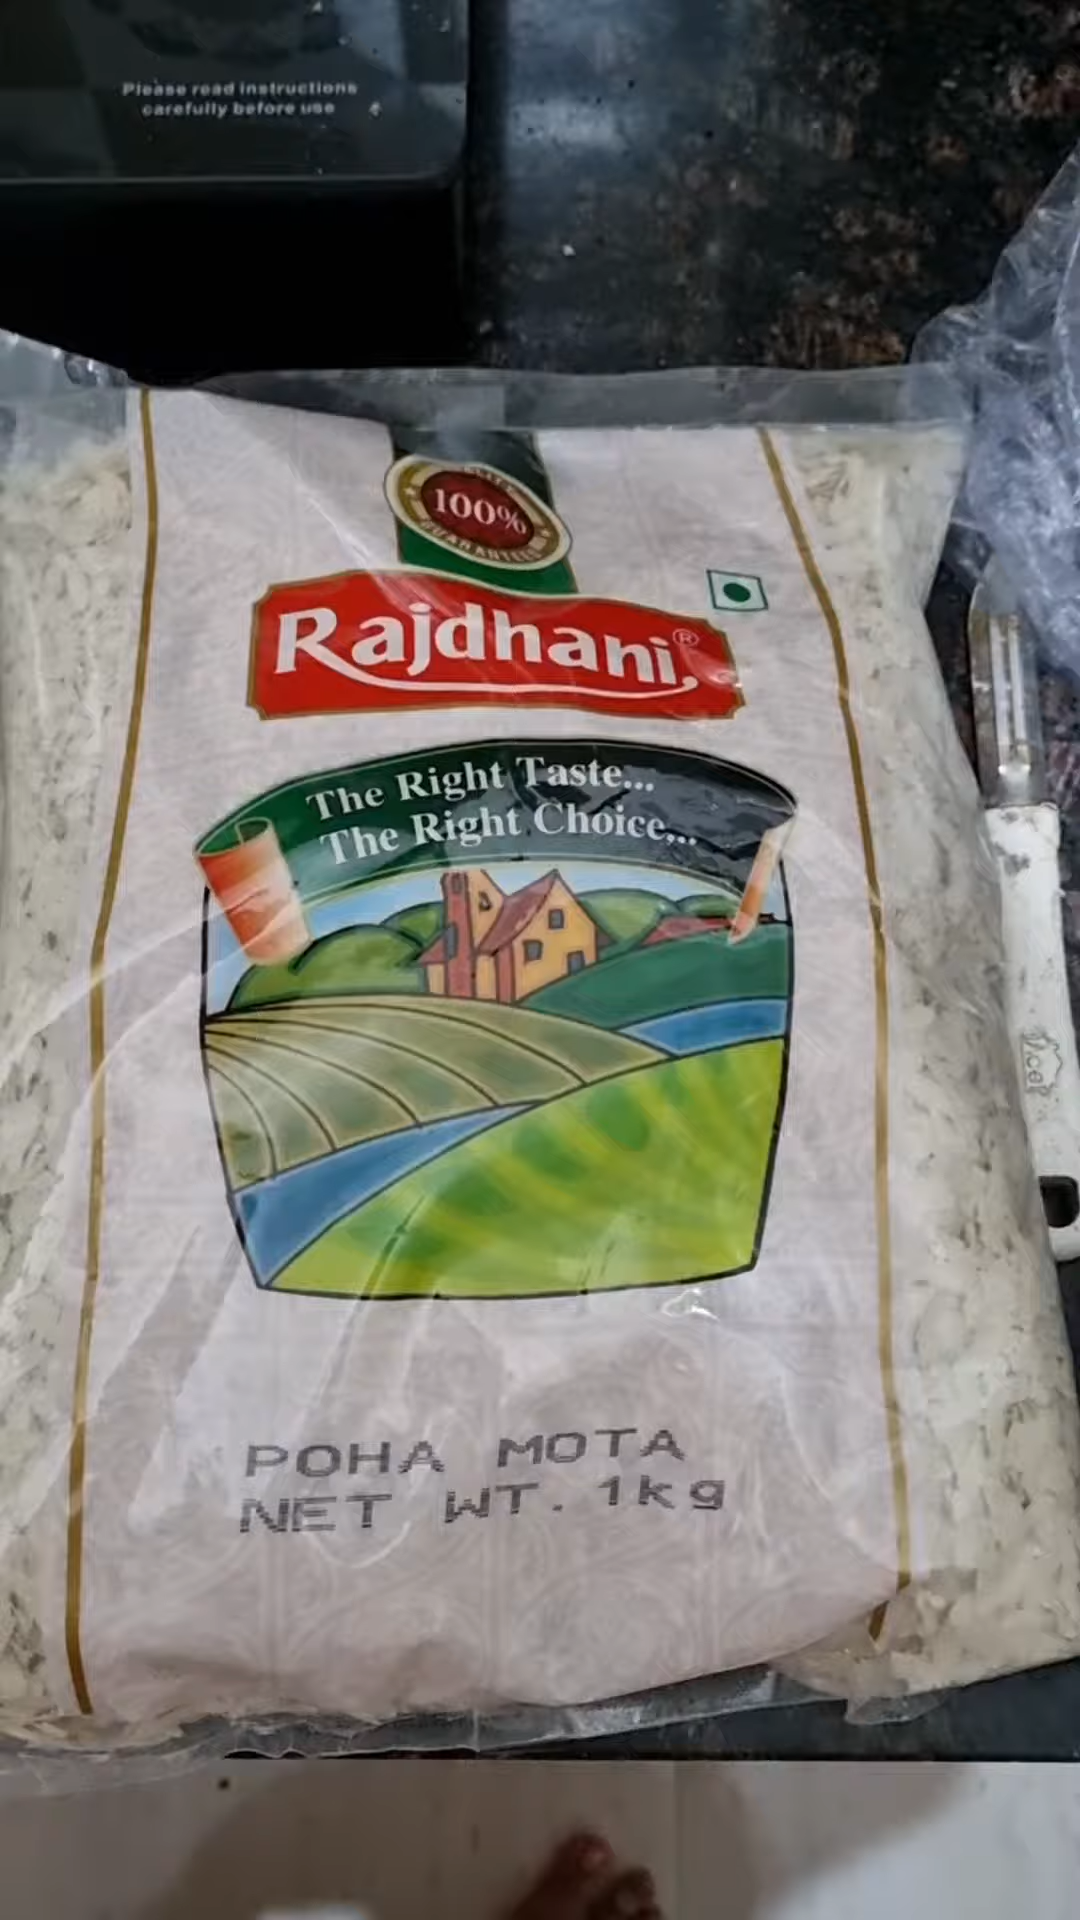 Please read instructions
carefully before use
100%
GUARANTEED
Rajdhani®
The Right Taste...
The Right Choice...
POHA MOTA
NET WT. 1kg